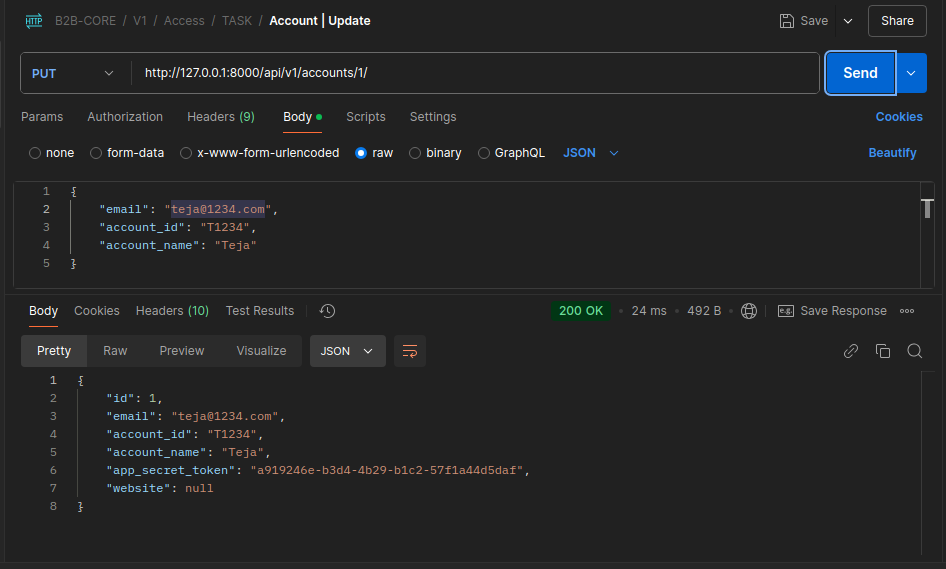 HTTP B2B-CORE / V1 / Access / TASK / Account | Update Save Share
PUT http://127.0.0.1:8000/api/v1/accounts/1/ Send
Params Authorization Headers (9) Body Scripts Settings Cookies
none form-data x-www-form-urlencoded raw binary GraphQL JSON Beautify
1 {
2 "email": "teja@1234.com",
3 "account_id": "T1234",
4 "account_name": "Teja"
5 }
Body Cookies Headers (10) Test Results 200 OK • 24 ms • 492 B • e.g. Save Response
Pretty Raw Preview Visualize JSON
1 {
2 "id": 1,
3 "email": "teja@1234.com",
4 "account_id": "T1234",
5 "account_name": "Teja",
6 "app_secret_token": "a919246e-b3d4-4b29-b1c2-57f1a44d5daf",
7 "website": null
8 }